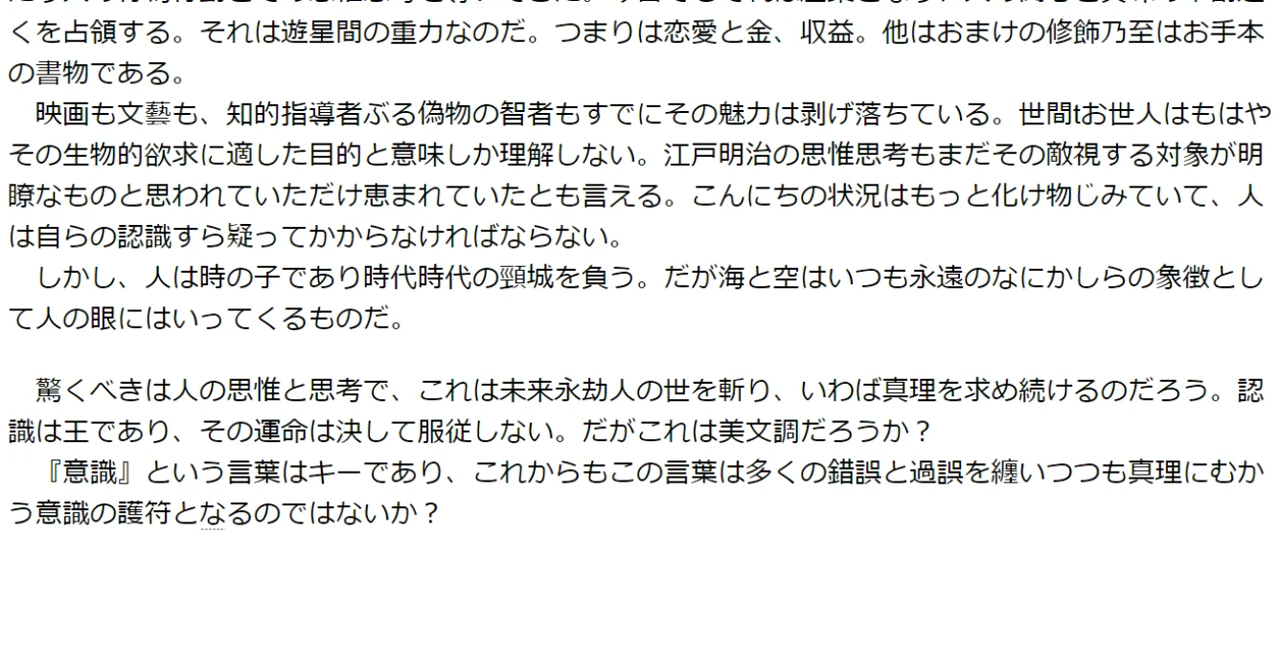 くを占領する。それは遊星間の重力なのだ。つまりは恋愛と金、収益。他はおまけの修飾乃至はお手本
の書物である。
　映画も文藝も、知的指導者ぶる偽物の智者もすでにその魅力は剥げ落ちている。世間tお世人はもはや
その生物的欲求に適した目的と意味しか理解しない。江戸明治の思惟思考もまだその敵視する対象が明
瞭なものと思われていただけ恵まれていたとも言える。こんにちの状況はもっと化け物じみていて、人
は自らの認識すら疑ってかからなければならない。
　しかし、人は時の子であり時代時代の頸城を負う。だが海と空はいつも永遠のなにかしらの象徴とし
て人の眼にはいってくるものだ。
　驚くべきは人の思惟と思考で、これは未来永劫人の世を斬り、いわば真理を求め続けるのだろう。認
識は王であり、その運命は決して服従しない。だがこれは美文調だろうか？
　『意識』という言葉はキーであり、これからもこの言葉は多くの錯誤と過誤を纏いつつも真理にむか
う意識の護符となるのではないか？